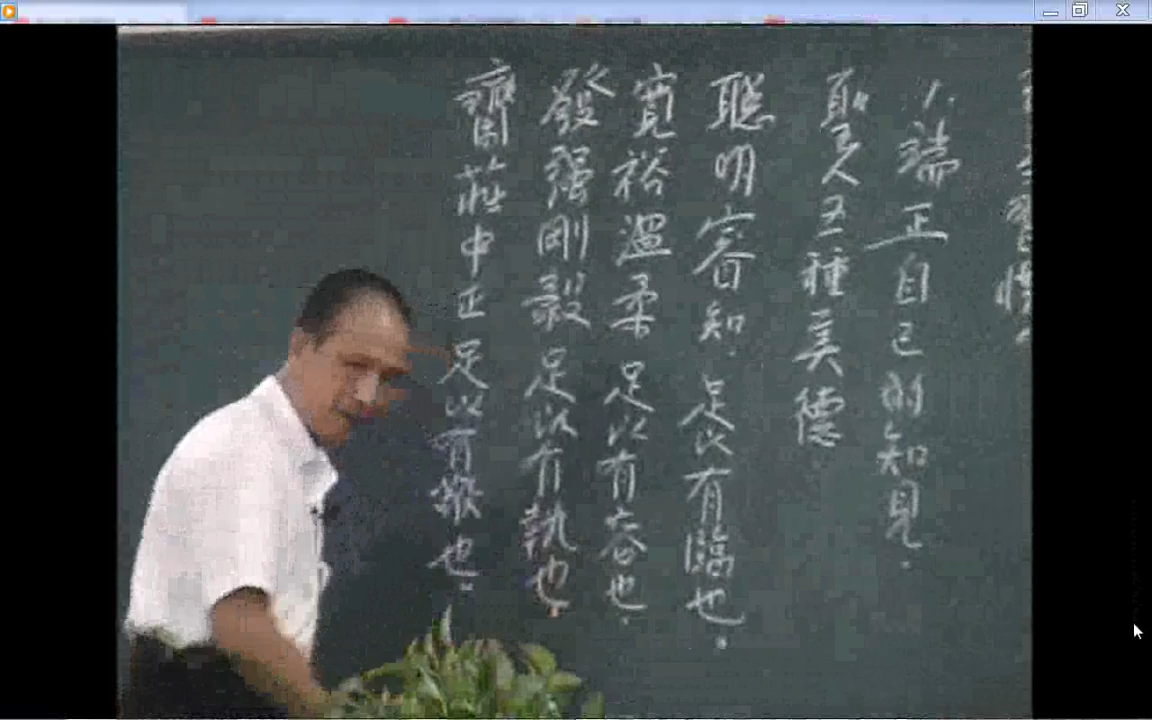 1.端正自己的知見.
聖人五種美德
聰明睿知.足以有臨也.
寬裕溫柔足以有容也.
發強剛毅足以有執也.
齋莊中正足以有敬也.